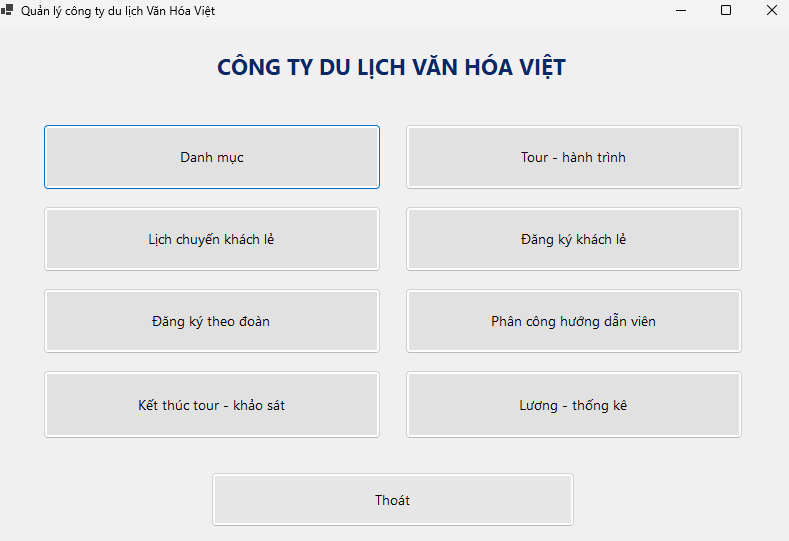 Quản lý công ty du lịch Văn Hóa Việt
CÔNG TY DU LỊCH VĂN HÓA VIỆT
Danh mục
Tour - hành trình
Lịch chuyến khách lẻ
Đăng ký khách lẻ
Đăng ký theo đoàn
Phân công hướng dẫn viên
Kết thúc tour - khảo sát
Lương - thống kê
Thoát